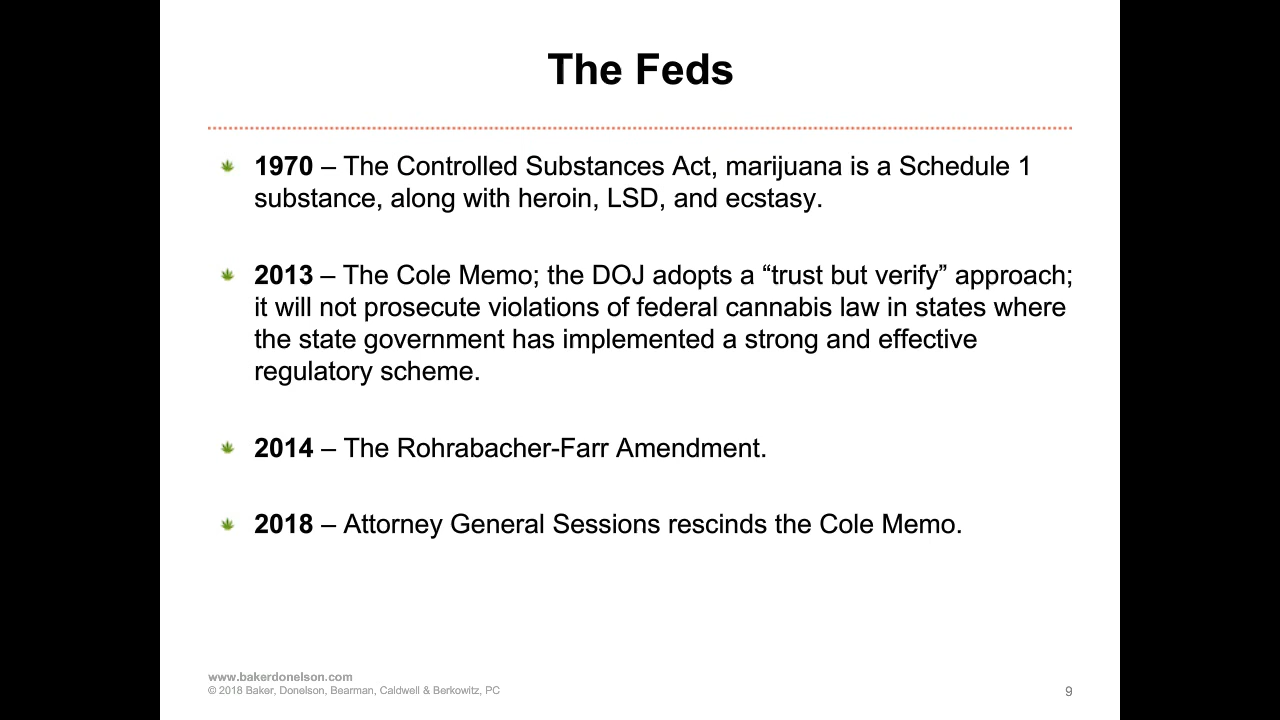 The Feds
1970 – The Controlled Substances Act, marijuana is a Schedule 1
substance, along with heroin, LSD, and ecstasy.
2013 – The Cole Memo; the DOJ adopts a “trust but verify” approach;
it will not prosecute violations of federal cannabis law in states where
the state government has implemented a strong and effective
regulatory scheme.
2014 – The Rohrabacher-Farr Amendment.
2018 – Attorney General Sessions rescinds the Cole Memo.
www.bakerdonelson.com
© 2018 Baker, Donelson, Bearman, Caldwell & Berkowitz, PC
9